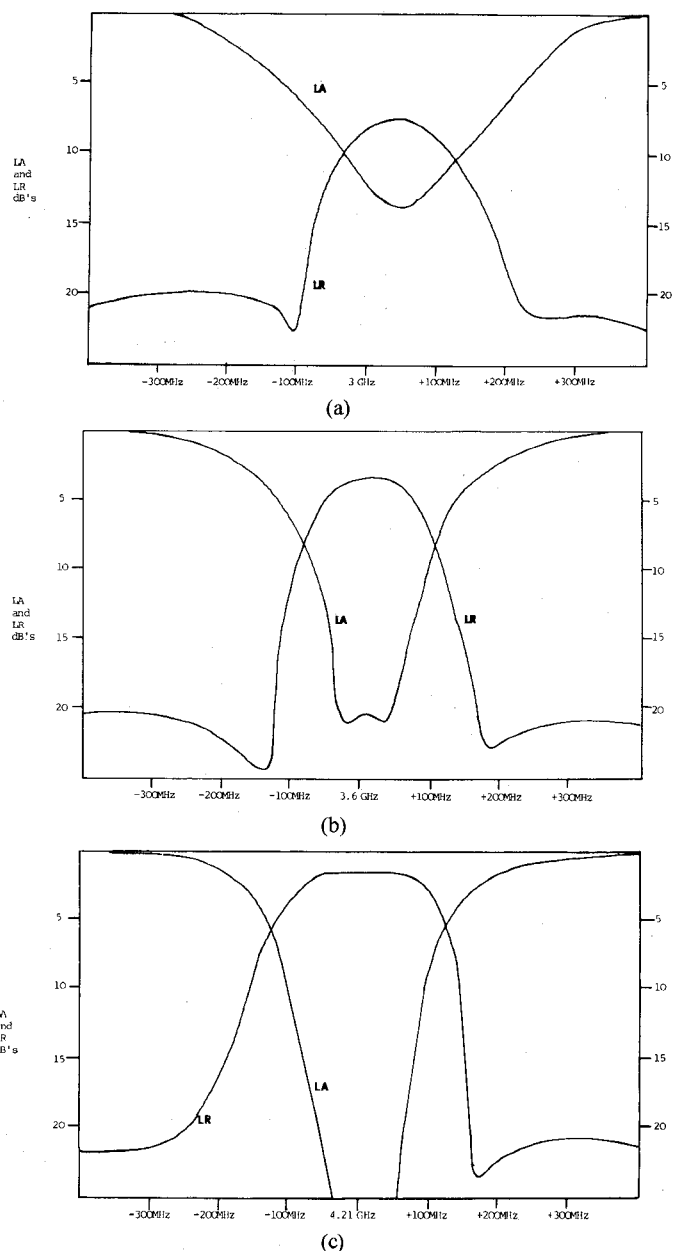 5
10
15
20
LA
and
LR
dB's
5
10
15
20
LA
LR
-300MHz
-200MHz
-100MHz
3 GHz
+100MHz
+200MHz
+300MHz
(a)
5
10
15
20
LA
and
LR
dB's
5
10
15
20
LA
LR
-300MHz
-200MHz
-100MHz
3.6 GHz
+100MHz
+200MHz
+300MHz
(b)
5
10
15
20
A
nd
R
B's
5
10
15
20
LA
LR
-300MHz
-200MHz
-100MHz
4.21 GHz
+100MHz
+200MHz
+300MHz
(c)